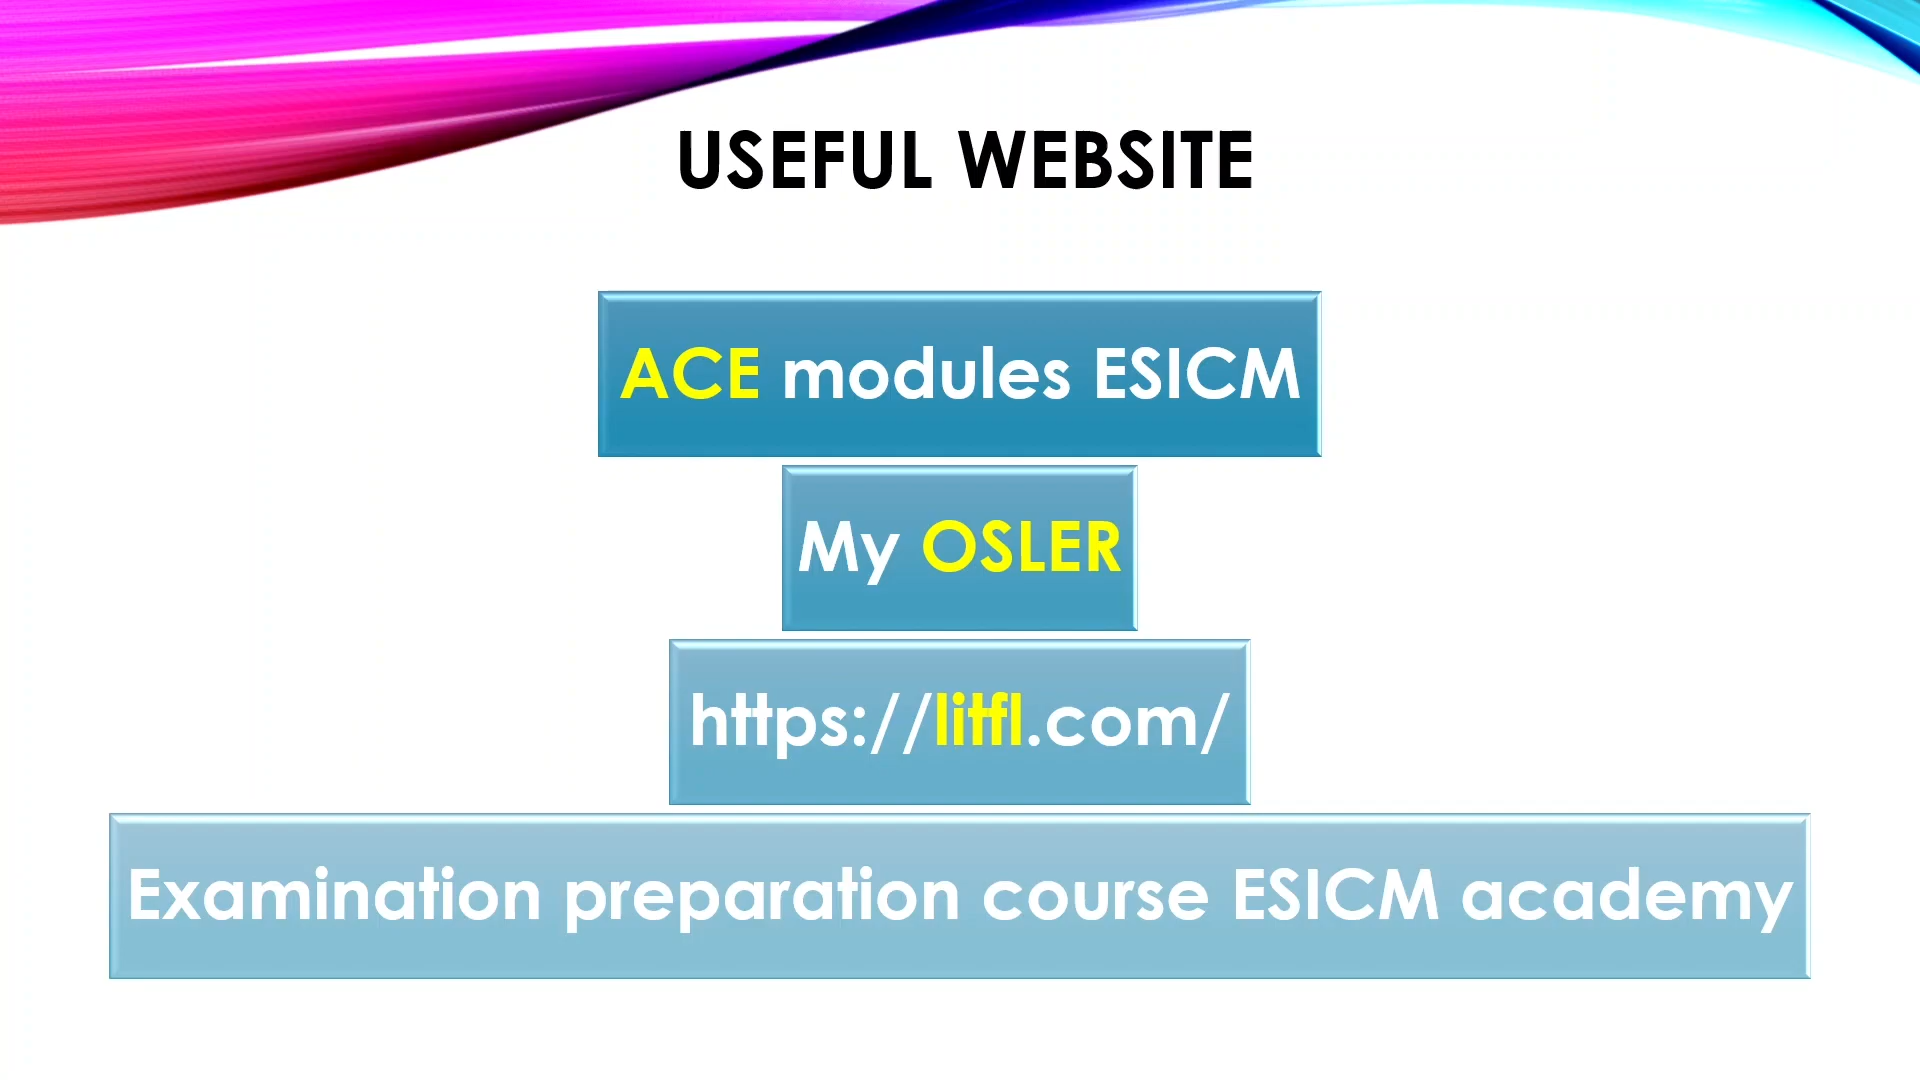 USEFUL WEBSITE
ACE modules ESICM
My OSLER
https://litfl.com/
Examination preparation course ESICM academy